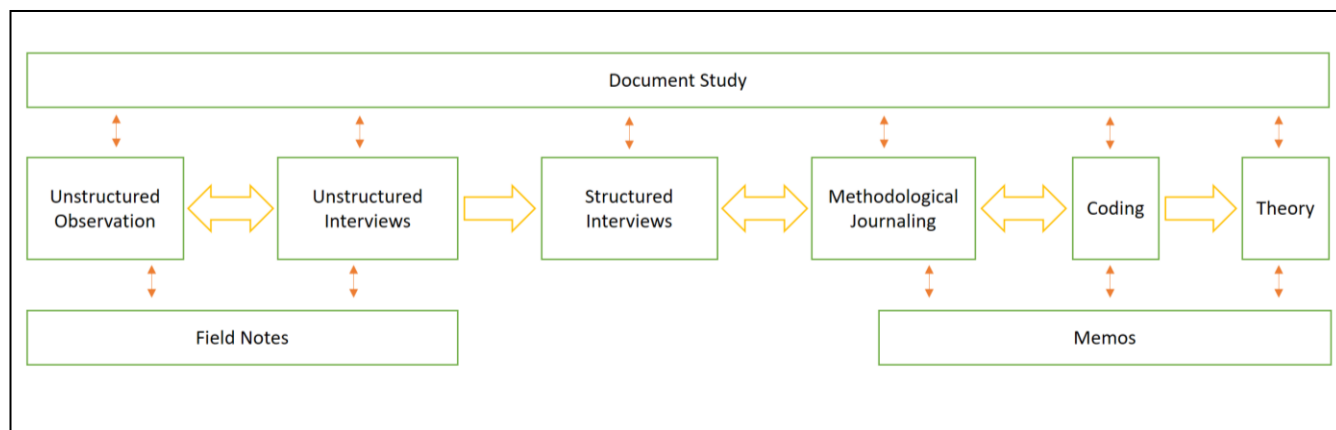 Document Study
Unstructured
Observation
Unstructured
Interviews
Structured
Interviews
Methodological
Journaling
Coding
Theory
Field Notes
Memos